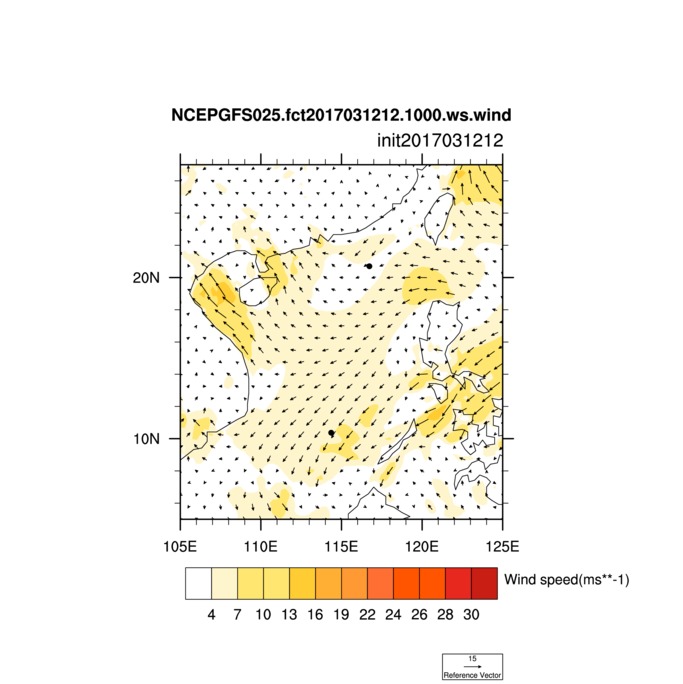 NCEPGFS025.fct2017031212.1000.ws.wind
init2017031212
20N
10N
105E 110E 115E 120E 125E
Wind speed(ms**-1)
4 7 10 13 16 19 22 24 26 28 30
15
Reference Vector